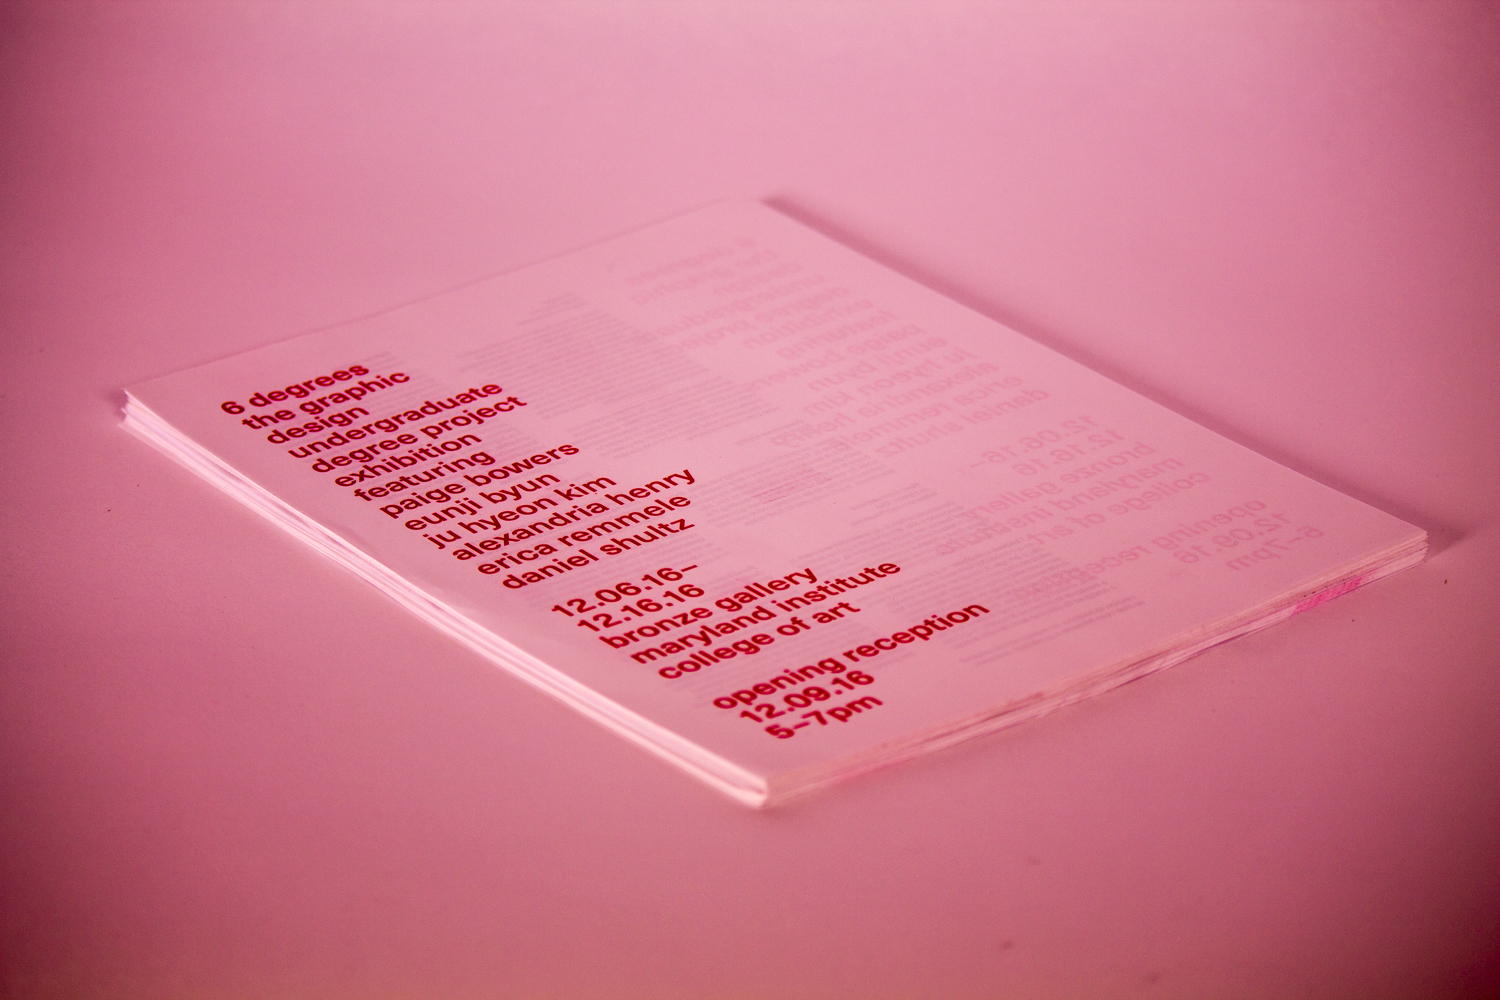 6 degrees
the graphic
design
undergraduate
degree project
exhibition
featuring
paige bowers
eunji byun
ju hyeon kim
alexandria henry
erica remmele
daniel shultz
12.06.16–
12.16.16
bronze gallery
maryland institute
college of art
opening reception
12.09.16
5–7pm